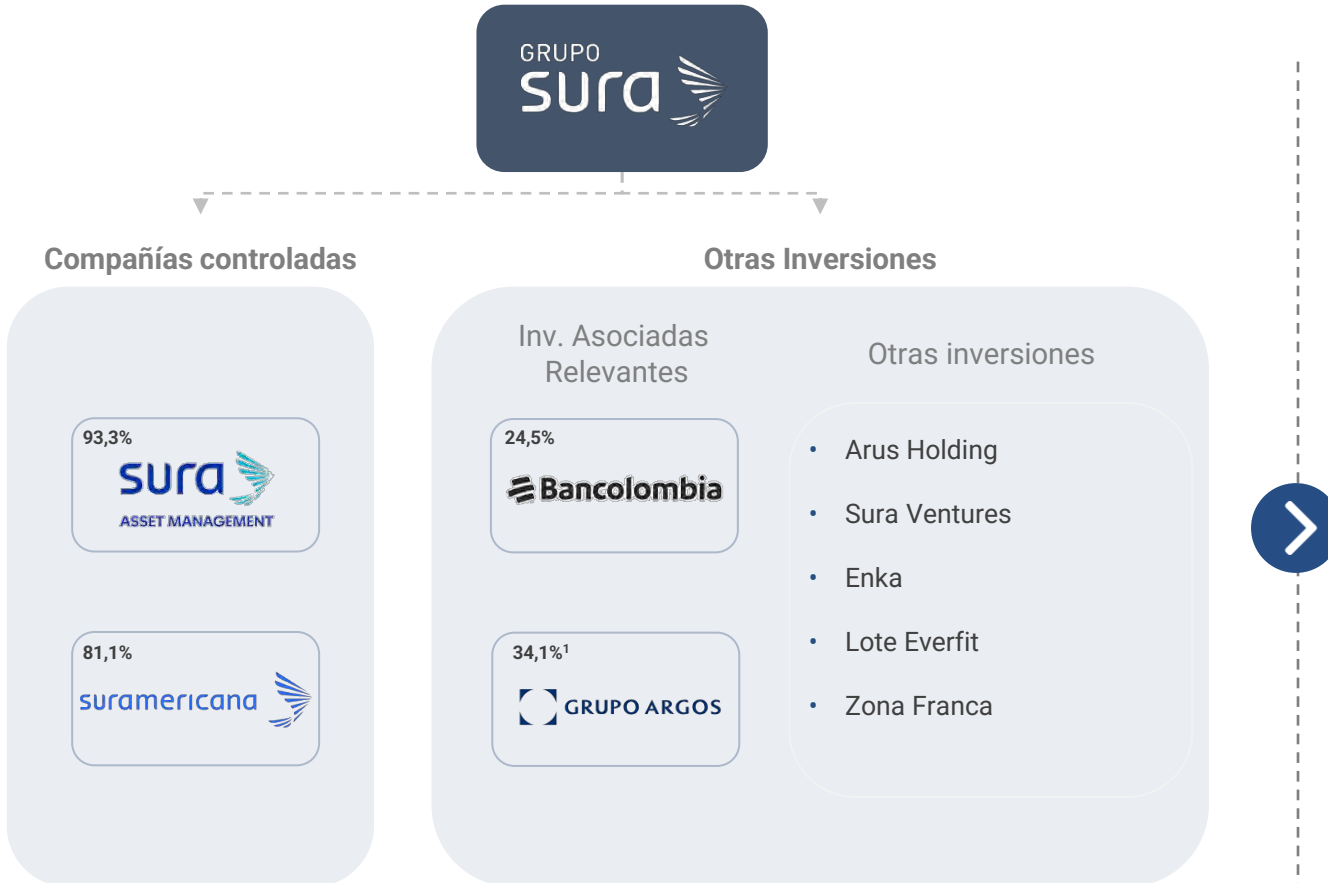 GRUPO
sura
Compañías controladas
Otras Inversiones
93,3%
sura
ASSET MANAGEMENT
81,1%
suramericana
Inv. Asociadas
Relevantes
24,5%
Bancolombia
34,1%¹
GRUPO ARGOS
Otras inversiones
• Arus Holding
• Sura Ventures
• Enka
• Lote Everfit
• Zona Franca